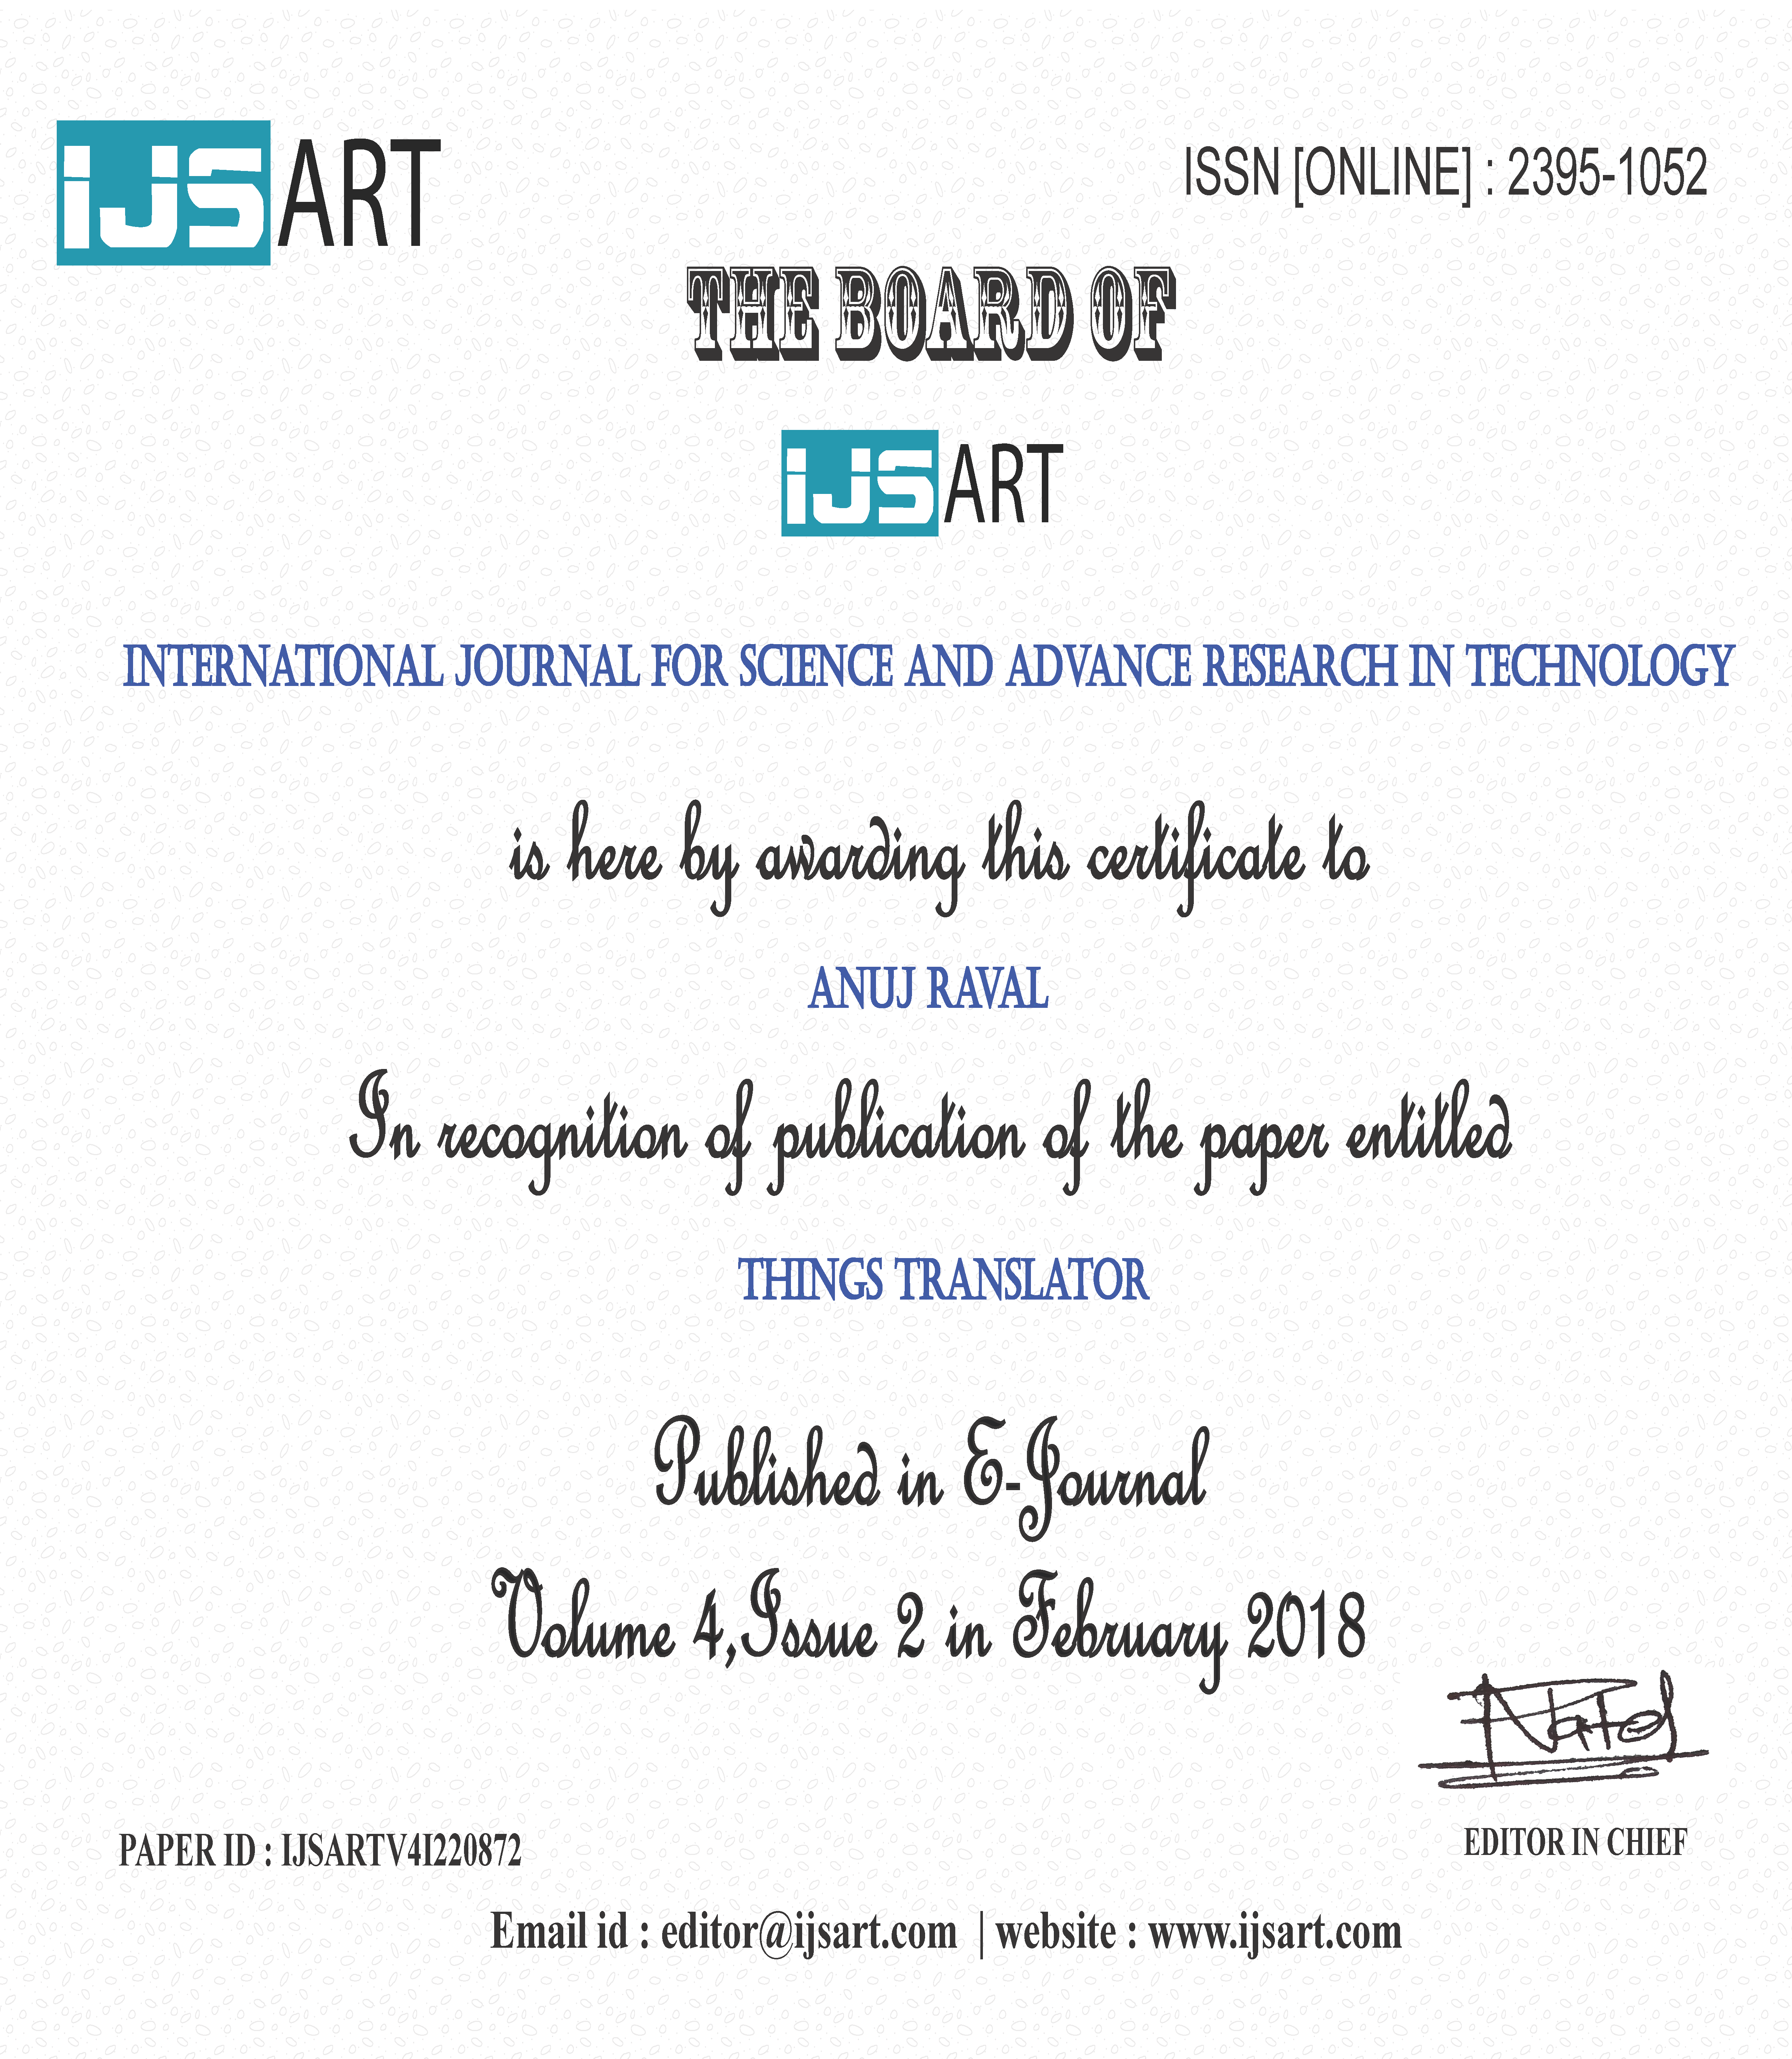 IJSART
ISSN [ONLINE] : 2395-1052
THE BOARD OF
IJSART
INTERNATIONAL JOURNAL FOR SCIENCE AND ADVANCE RESEARCH IN TECHNOLOGY
is here by awarding this certificate to
ANUJ RAVAL
In recognition of publication of the paper entitled
THINGS TRANSLATOR
Published in E-Journal
Volume 4,Issue 2 in February 2018
PAPER ID : IJSARTV4I220872
EDITOR IN CHIEF
Email id : editor@ijsart.com | website : www.ijsart.com